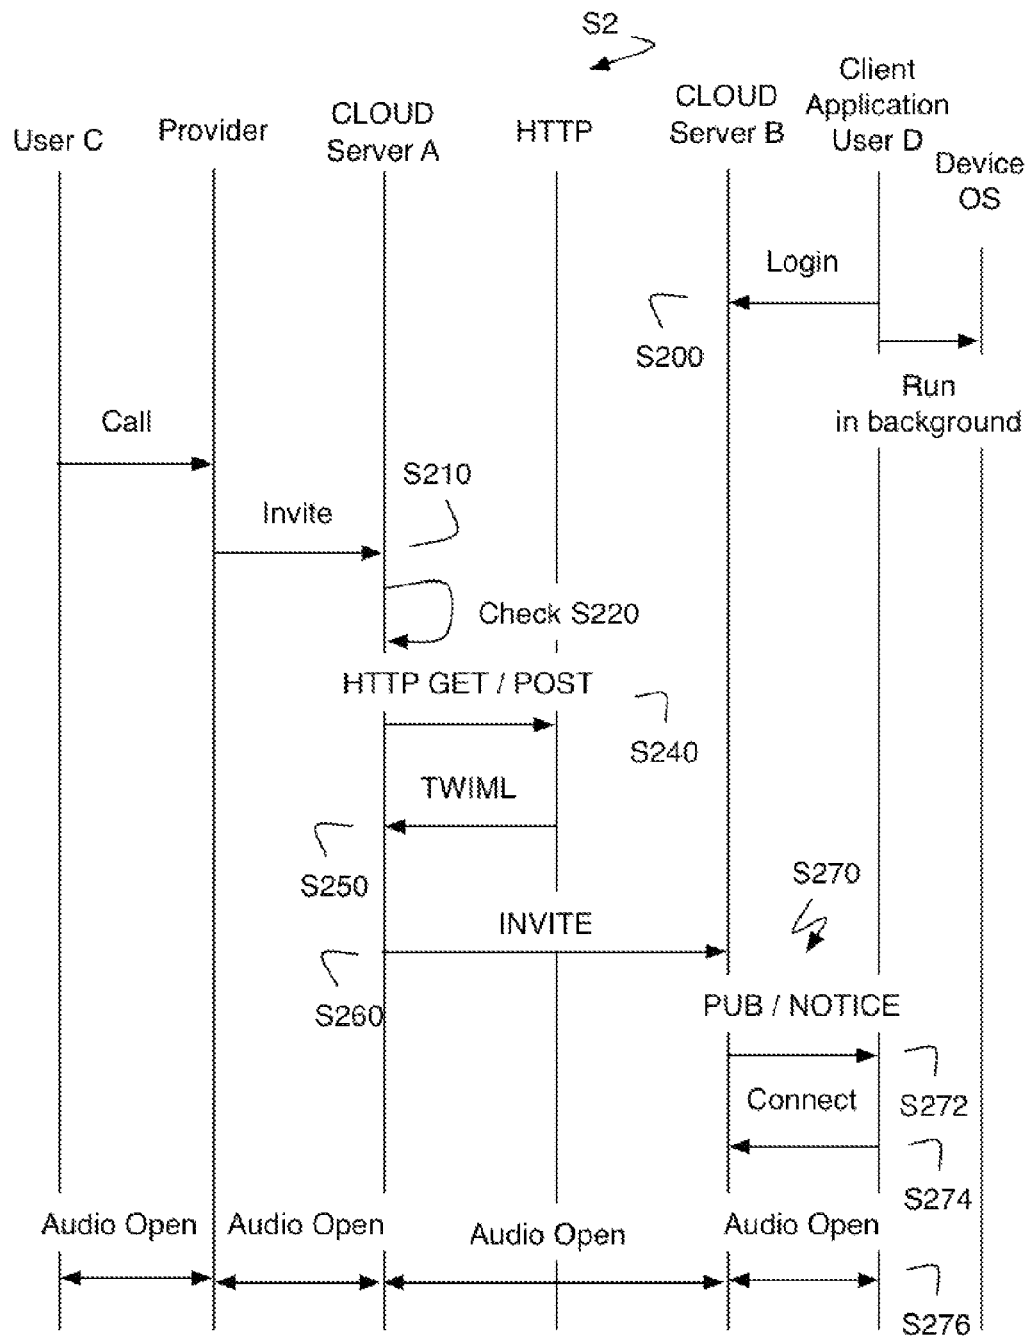 S2
User C
Provider
CLOUD
Server A
HTTP
CLOUD
Server B
Client
Application
User D
Device
OS
Login
S200
Run
in background
Call
S210
Invite
Check S220
HTTP GET / POST
S240
TWIML
S250
S270
INVITE
S260
PUB / NOTICE
S272
Connect
S274
Audio Open
Audio Open
Audio Open
Audio Open
S276